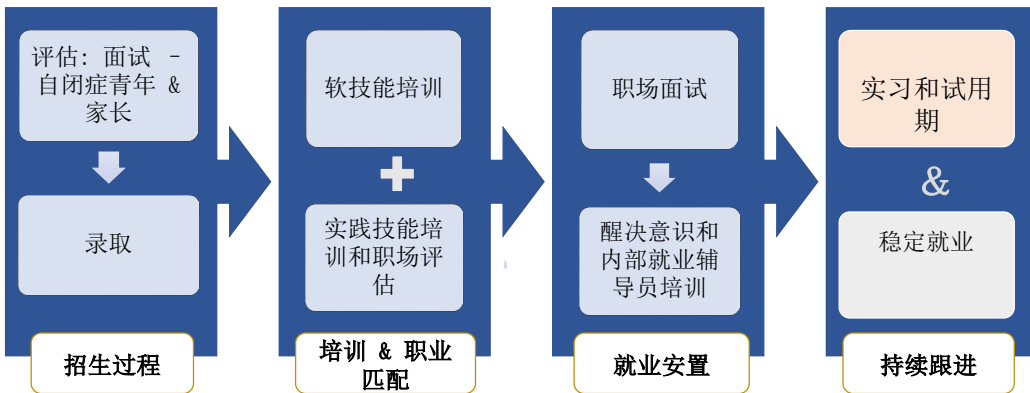 评估: 面试 -
自闭症青年 &
家长
录取
招生过程
软技能培训
+
实践技能培
训和职场评
估
培训 & 职业
匹配
职场面试
醒决意识和
内部就业辅
导员培训
就业安置
实习和试用
期
&
稳定就业
持续跟进